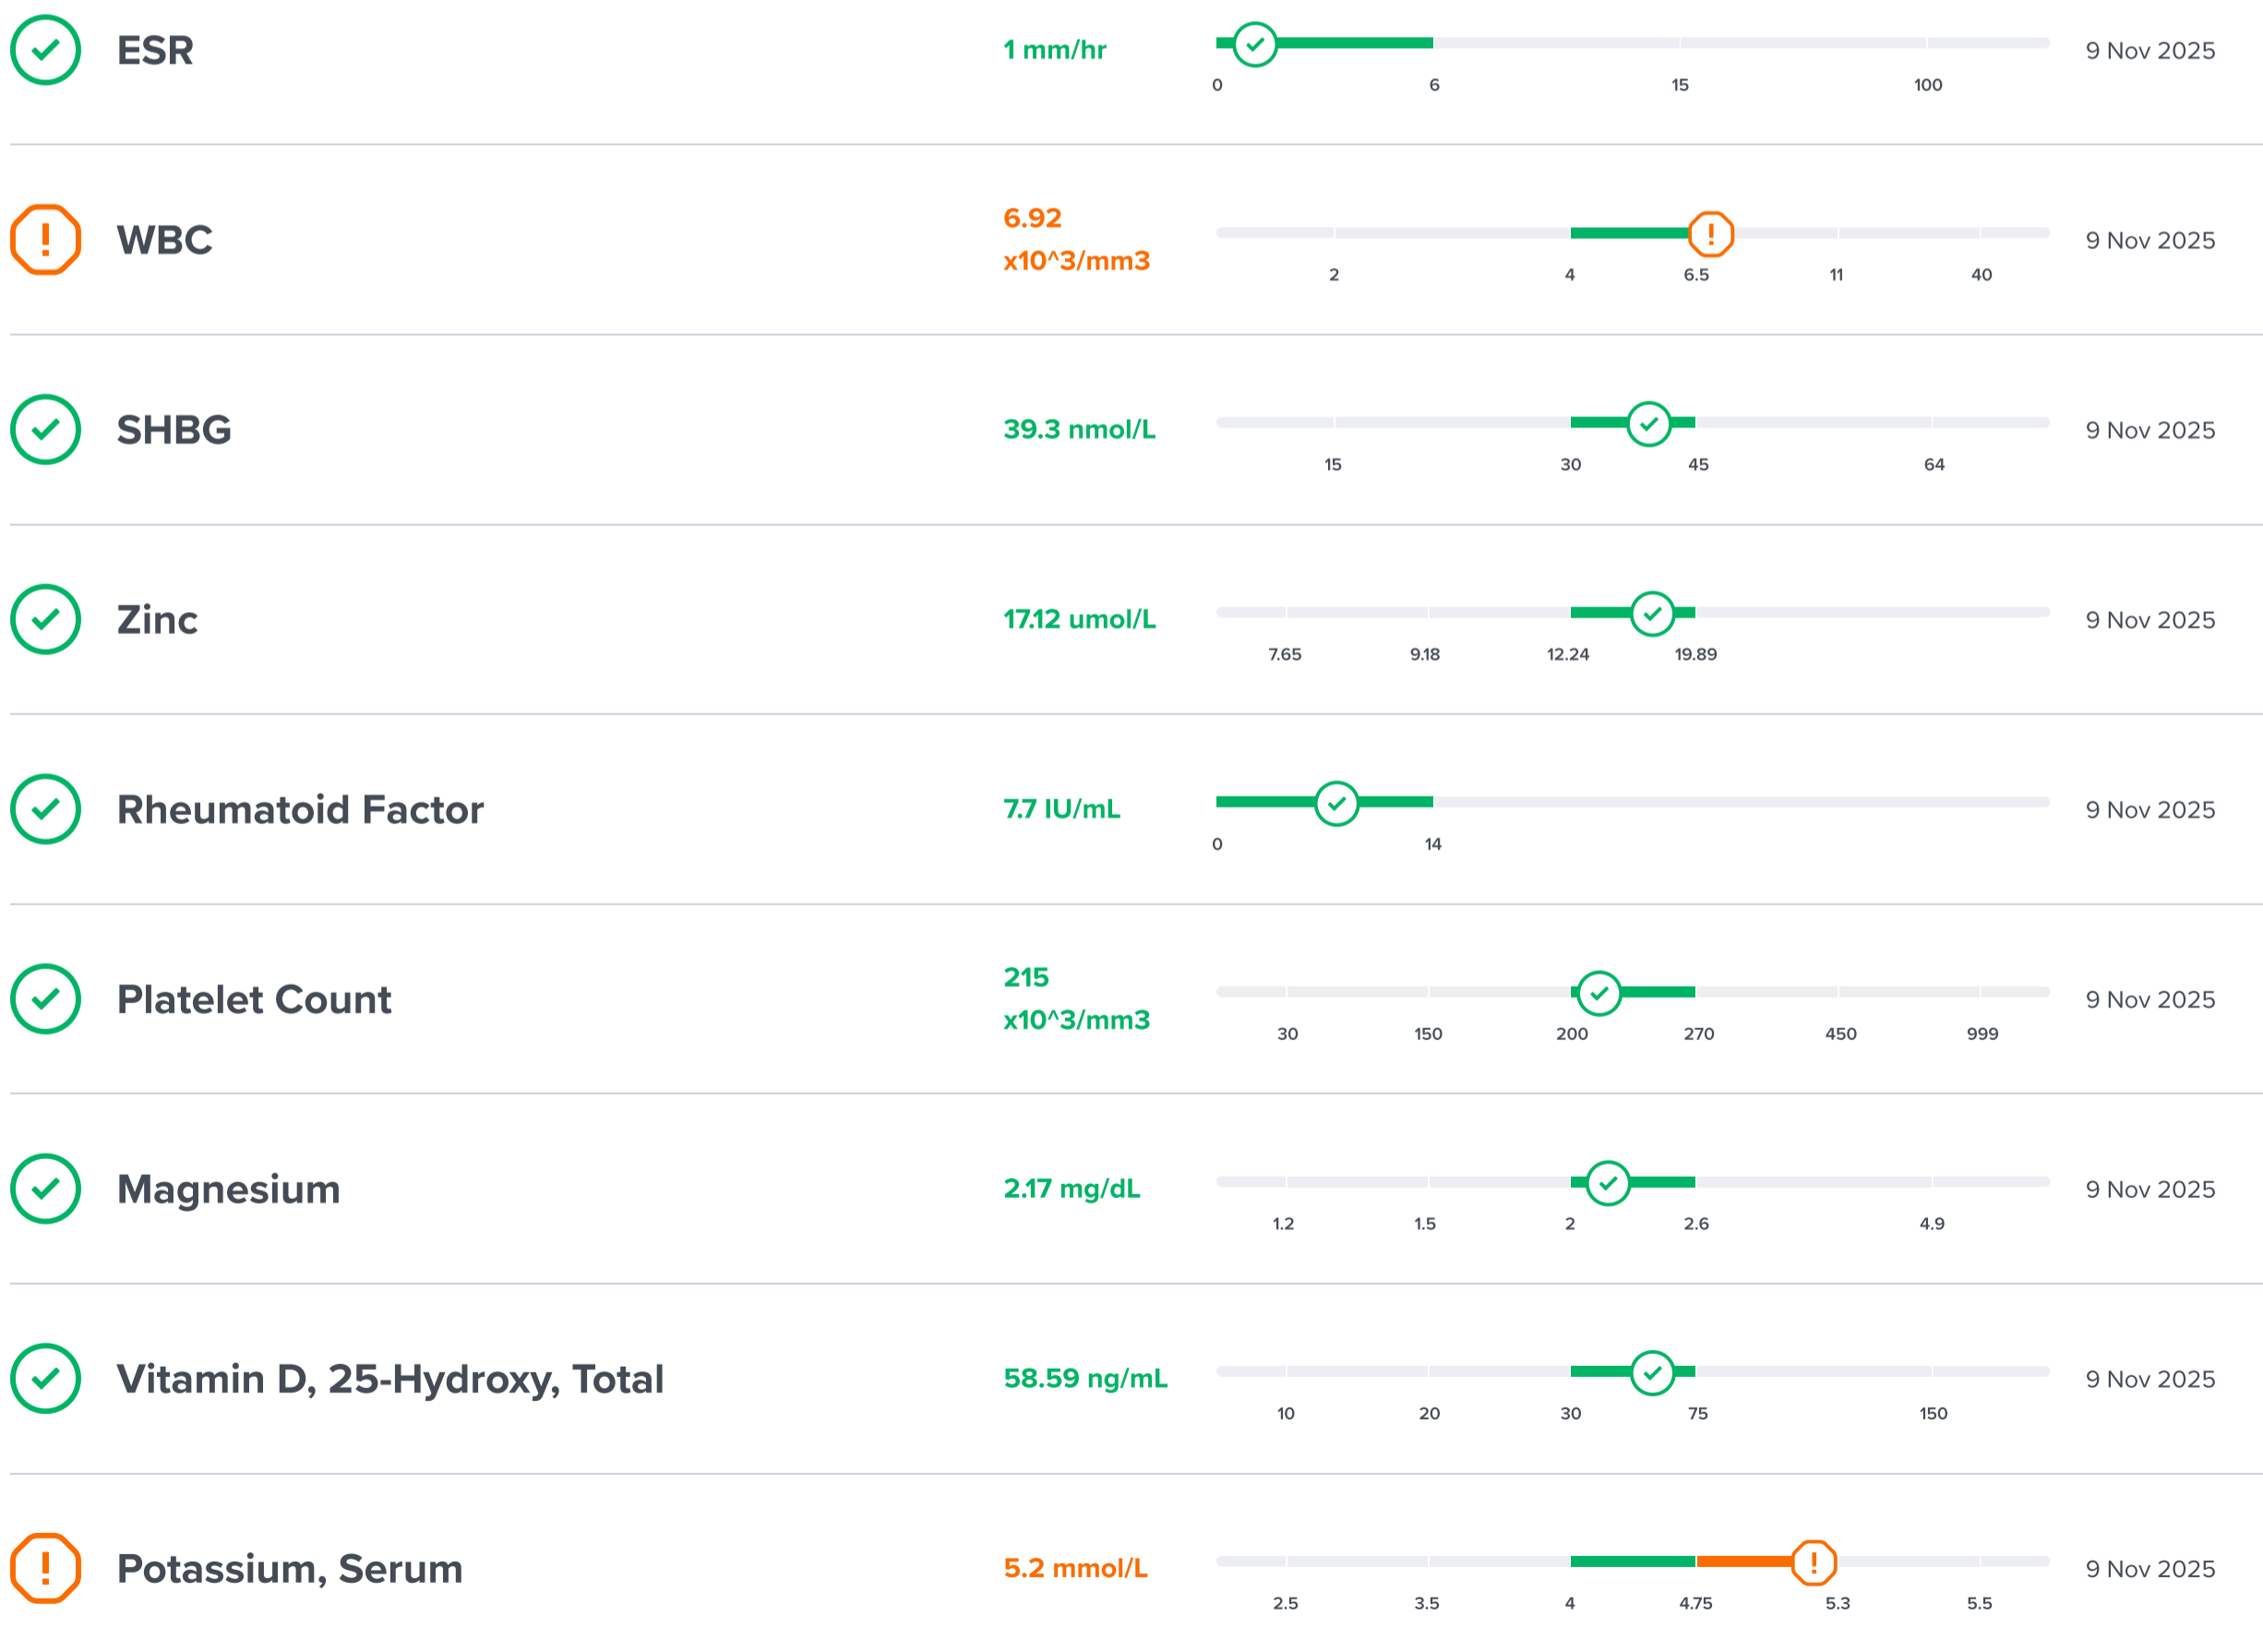 ESR
1 mm/hr
0 6 15 100
9 Nov 2025
WBC
6.92
x10^3/mm3
2 4 6.5 11 40
9 Nov 2025
SHBG
39.3 nmol/L
15 30 45 64
9 Nov 2025
Zinc
17.12 umol/L
7.65 9.18 12.24 19.89
9 Nov 2025
Rheumatoid Factor
7.7 IU/mL
0 14
9 Nov 2025
Platelet Count
215
x10^3/mm3
30 150 200 270 450 999
9 Nov 2025
Magnesium
2.17 mg/dL
1.2 1.5 2 2.6 4.9
9 Nov 2025
Vitamin D, 25-Hydroxy, Total
58.59 ng/mL
10 20 30 75 150
9 Nov 2025
Potassium, Serum
5.2 mmol/L
2.5 3.5 4 4.75 5.3 5.5
9 Nov 2025